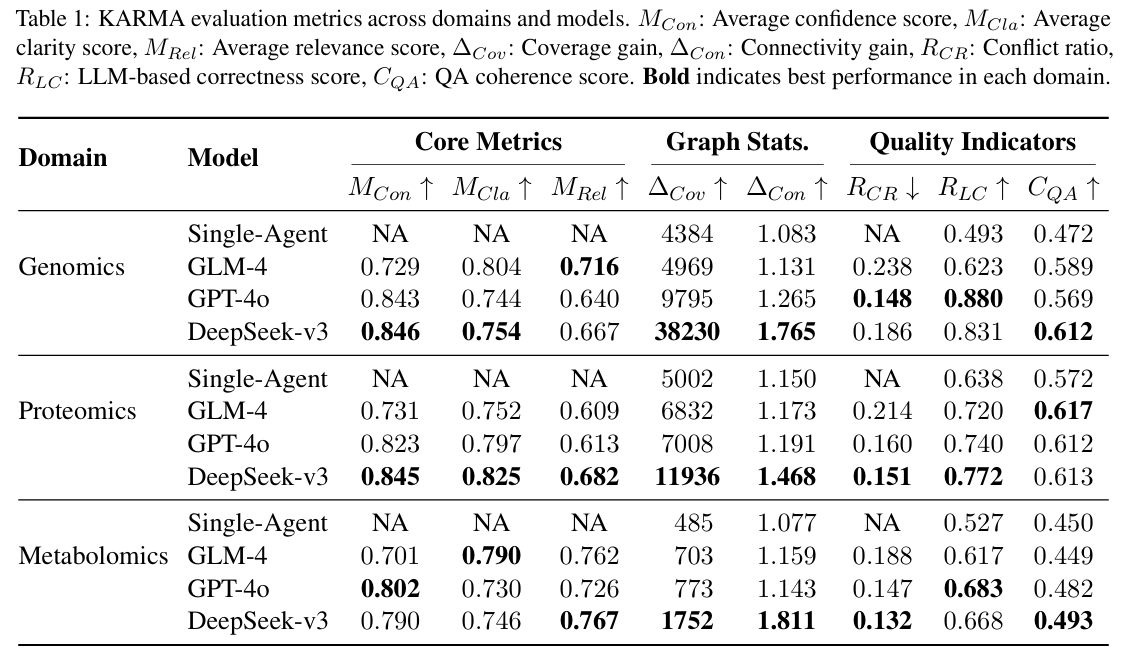 Table 1: KARMA evaluation metrics across domains and models. M_Con: Average confidence score, M_Cla: Average
clarity score, M_Rel: Average relevance score, Δ_Cov: Coverage gain, Δ_Con: Connectivity gain, R_CR: Conflict ratio,
R_LC: LLM-based correctness score, C_QA: QA coherence score. Bold indicates best performance in each domain.
Domain Model Core Metrics Graph Stats. Quality Indicators
M_Con ↑ M_Cla ↑ M_Rel ↑ Δ_Cov ↑ Δ_Con ↑ R_CR ↓ R_LC ↑ C_QA ↑
Single-Agent NA NA NA 4384 1.083 NA 0.493 0.472
Genomics GLM-4 0.729 0.804 0.716 4969 1.131 0.238 0.623 0.589
GPT-4o 0.843 0.744 0.640 9795 1.265 0.148 0.880 0.569
DeepSeek-v3 0.846 0.754 0.667 38230 1.765 0.186 0.831 0.612
Single-Agent NA NA NA 5002 1.150 NA 0.638 0.572
Proteomics GLM-4 0.731 0.752 0.609 6832 1.173 0.214 0.720 0.617
GPT-4o 0.823 0.797 0.613 7008 1.191 0.160 0.740 0.612
DeepSeek-v3 0.845 0.825 0.682 11936 1.468 0.151 0.772 0.613
Single-Agent NA NA NA 485 1.077 NA 0.527 0.450
Metabolomics GLM-4 0.701 0.790 0.762 703 1.159 0.188 0.617 0.449
GPT-4o 0.802 0.730 0.726 773 1.143 0.147 0.683 0.482
DeepSeek-v3 0.790 0.746 0.767 1752 1.811 0.132 0.668 0.493